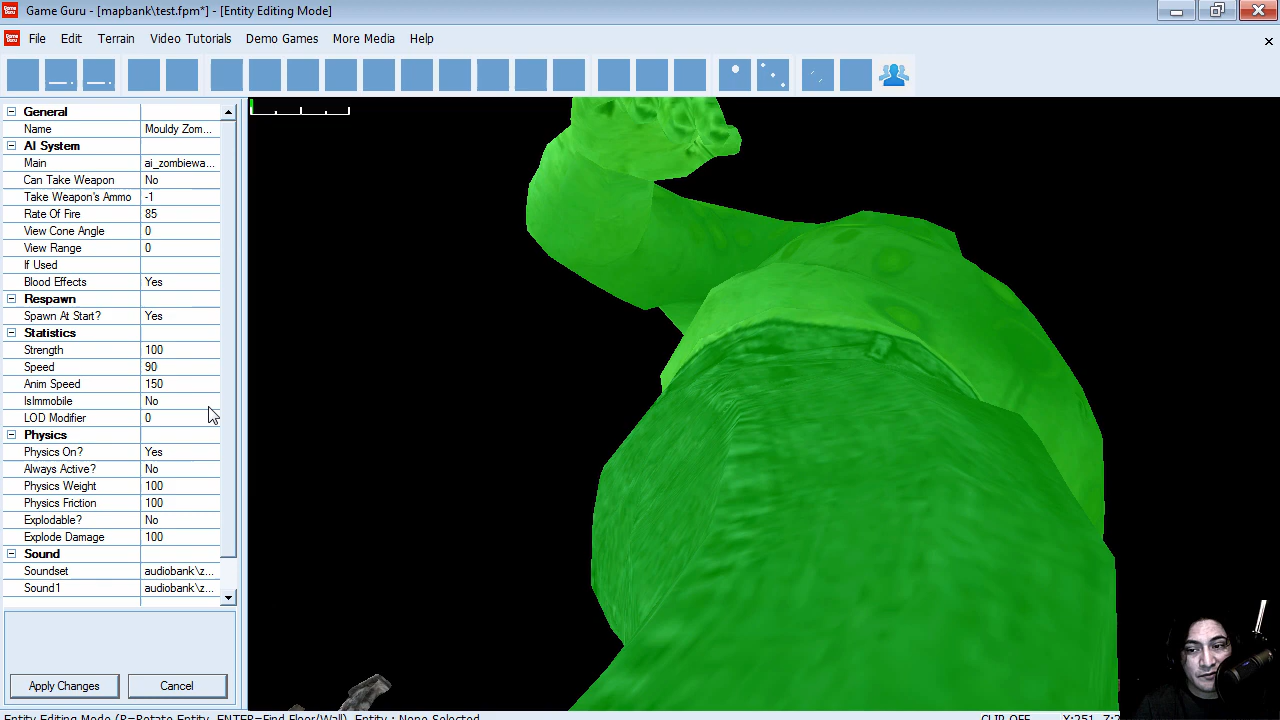 Game Guru - [mapbank\test.fpm*] - [Entity Editing Mode]
File Edit Terrain Video Tutorials Demo Games More Media Help
General
Name Mouldy Zom...
AI System
Main ai_zombiewa...
Can Take Weapon No
Take Weapon's Ammo -1
Rate Of Fire 85
View Cone Angle 0
View Range 0
If Used
Blood Effects Yes
Respawn
Spawn At Start? Yes
Statistics
Strength 100
Speed 90
Anim Speed 150
IsImmobile No
LOD Modifier 0
Physics
Physics On? Yes
Always Active? No
Physics Weight 100
Physics Friction 100
Explodable? No
Explode Damage 100
Sound
Soundset audiobank\z...
Sound1 audiobank\z...
Apply Changes Cancel
Entity Editing Mode (R=Rotate Entity, ENTER=Find Floor/Wall) Entity : None Selected CLIP OFF X:251